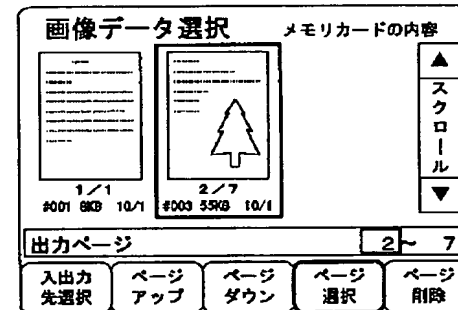 画像データ選択
メモリカードの内容
▲
スクロール
▼
1/1
#001 8KB 10/1
2/7
#003 55KB 10/1
出力ページ
2~ 7
入出力
先選択
ページ
アップ
ページ
ダウン
ページ
選択
ページ
削除